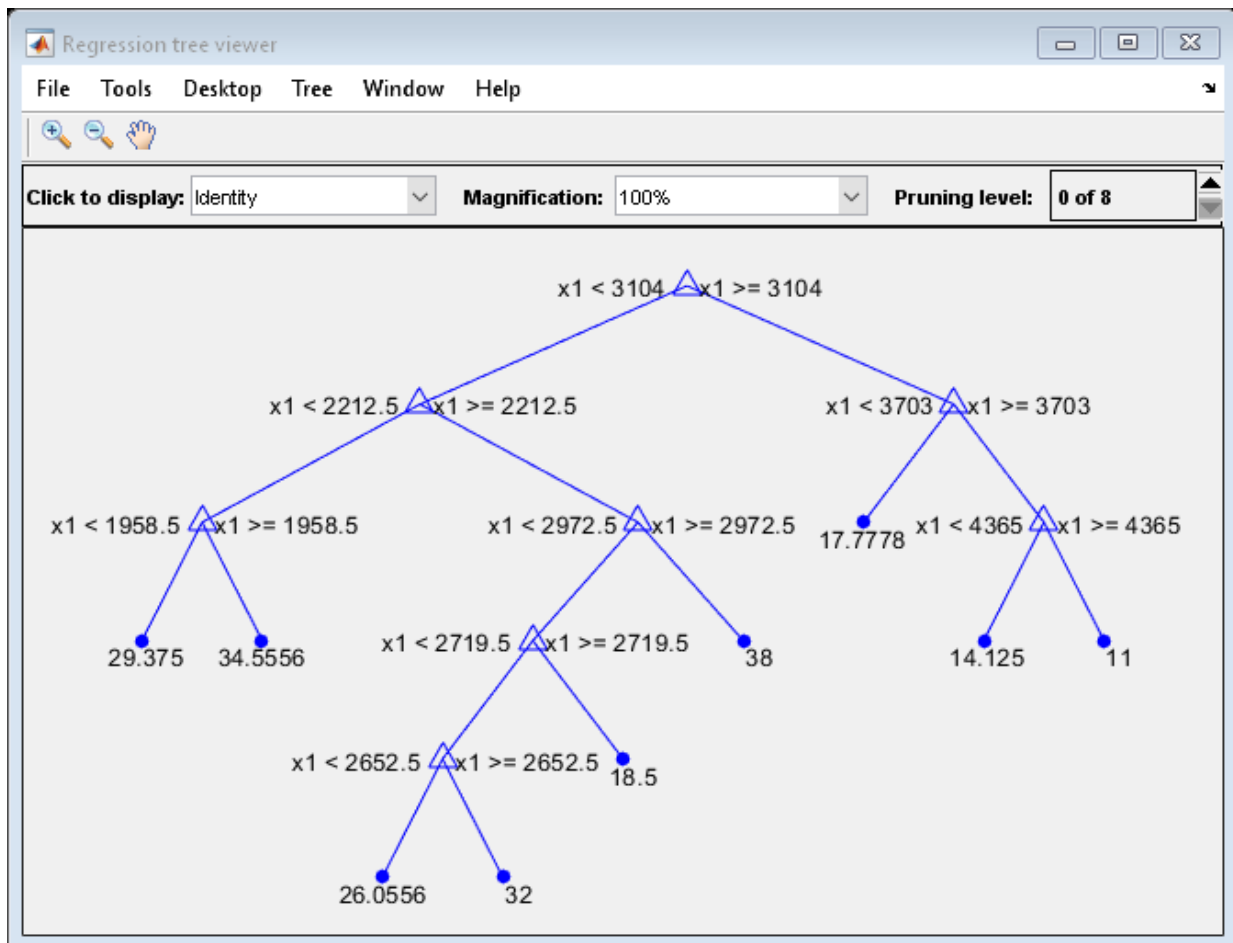 Regression tree viewer
File Tools Desktop Tree Window Help
Click to display: Identity Magnification: 100% Pruning level: 0 of 8
x1 < 3104 x1 >= 3104
x1 < 2212.5 x1 >= 2212.5 x1 < 3703 x1 >= 3703
x1 < 1958.5 x1 >= 1958.5 x1 < 2972.5 x1 >= 2972.5 17.7778 x1 < 4365 x1 >= 4365
29.375 34.5556 x1 < 2719.5 x1 >= 2719.5 38 14.125 11
x1 < 2652.5 x1 >= 2652.5 18.5
26.0556 32